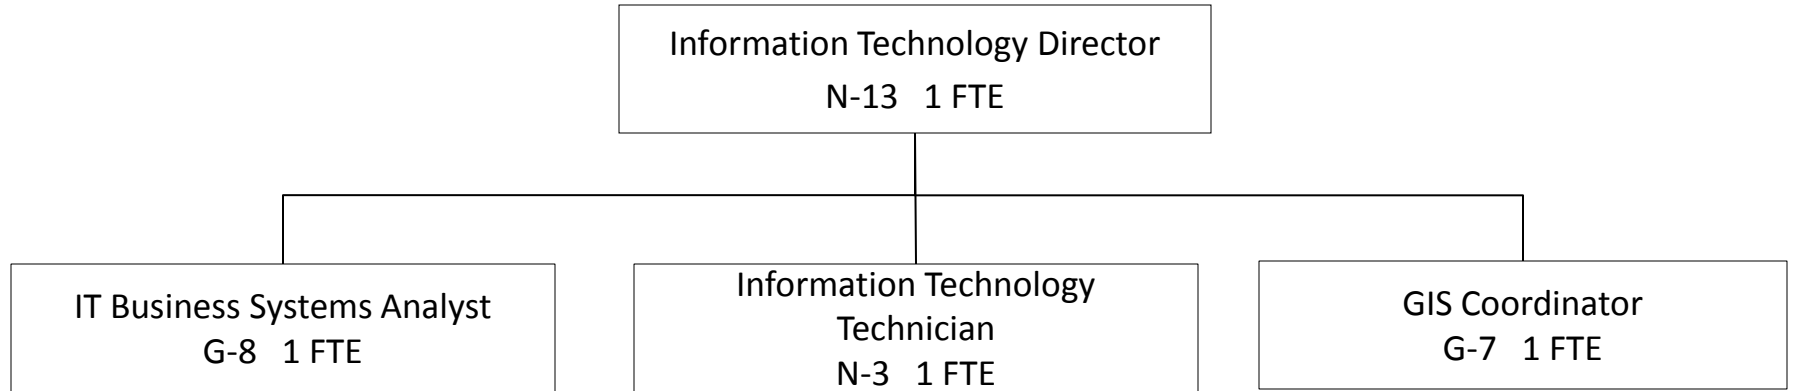 Information Technology Director
N-13 1 FTE
IT Business Systems Analyst
G-8 1 FTE
Information Technology
Technician
N-3 1 FTE
GIS Coordinator
G-7 1 FTE